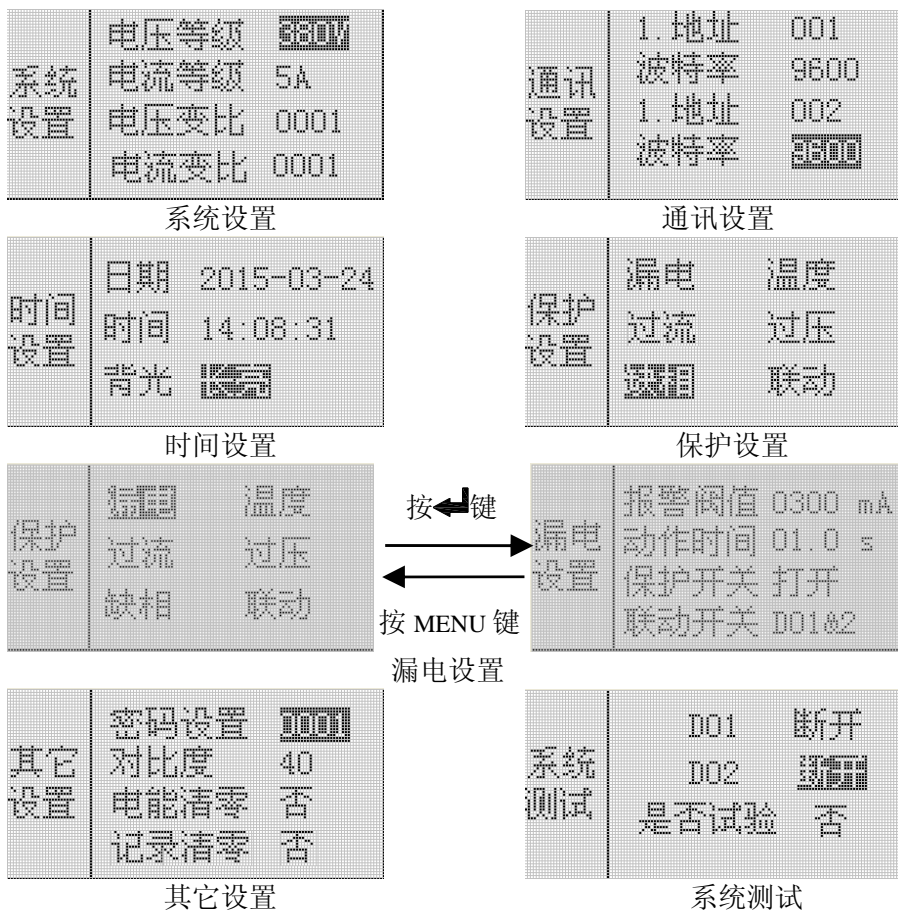 系统设置
电压等级 380V
电流等级 5A
电压变比 0001
电流变比 0001
系统设置
通讯设置
1.地址 001
波特率 9600
1.地址 002
波特率 9600
通讯设置
时间设置
日期 2015-03-24
时间 14:08:31
背光 长亮
时间设置
保护设置
漏电 温度
过流 过压
缺相 联动
保护设置
保护设置
漏电 温度
过流 过压
缺相 联动
按 键
按 MENU 键
漏电设置
报警阀值 0300 mA
动作时间 01.0 s
保护开关 打开
联动开关 DO1&2
漏电设置
其它设置
密码设置 0001
对比度 40
电能清零 否
记录清零 否
其它设置
系统测试
DO1 断开
DO2 断开
是否试验 否
系统测试